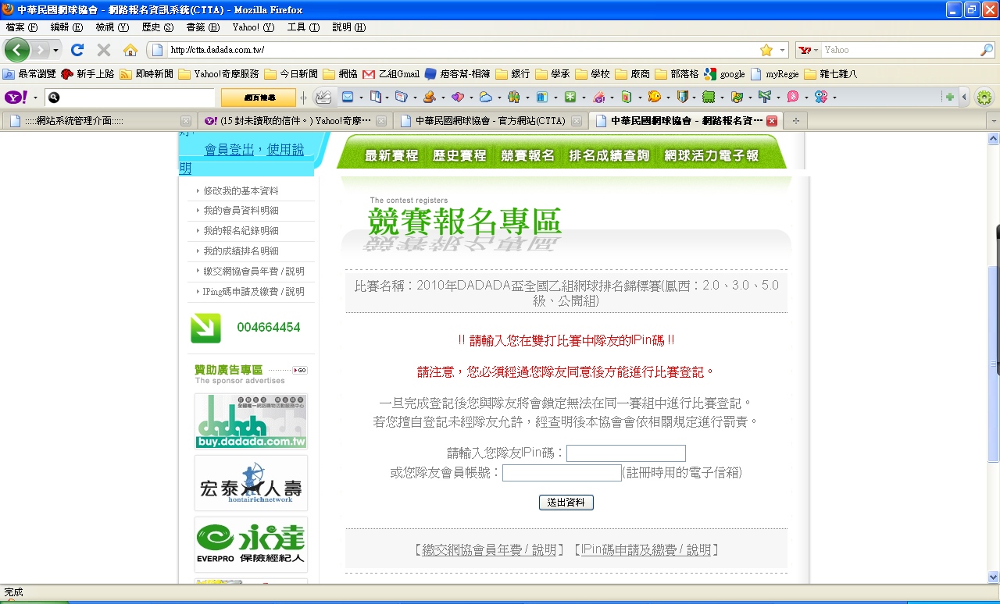 中華民國網球協會 - 網路報名資訊系統(CTTA) - Mozilla Firefox
檔案 (F) 編輯 (E) 檢視 (V) 歷史 (S) 書籤 (B) Yahoo! (Y) 工具 (T) 說明 (H)
http://ctta.dadada.com.tw/
Yahoo
最常瀏覽 新手上路 即時新聞 Yahoo!奇摩服務 今日新聞 網協 乙組Gmail 痞客幫-相簿 銀行 學承 學校 廠商 部落格 google myRegie 雜七雜八
Y! 網頁搜尋
:::::網站系統管理介面::::: Y! (15 封未讀取的信件。) Yahoo!奇摩… 中華民國網球協會 - 官方網站(CTTA) 中華民國網球協會 - 網路報名資…
會員登出，使用說
明
最新賽程 歷史賽程 競賽報名 排名成績查詢 網球活力電子報
修改我的基本資料
我的會員資料明細
我的報名紀錄明細
我的成績排名明細
繳交網協會員年費 / 說明
IPing碼申請及繳費 / 說明
004664454
贊助廣告專區 GO
The sponsor advertises
全國唯一網路購物活動服務中心
dadada
buy.dadada.com.tw
宏泰人壽
hontairichnetwork
永達
EVERPRO 保險經紀人
The contest registers
競賽報名專區
比賽名稱：2010年DADADA盃全國乙組網球排名錦標賽(鳳西：2.0、3.0、5.0
級、公開組)
!! 請輸入您在雙打比賽中隊友的IPin碼 !!
請注意，您必須經過您隊友同意後方能進行比賽登記。
一旦完成登記後您與隊友將會鎖定無法在同一賽組中進行比賽登記。
若您擅自登記未經隊友允許，經查明後本協會會依相關規定進行罰責。
請輸入您隊友IPin碼：
或您隊友會員帳號： (註冊時用的電子信箱)
送出資料
【繳交網協會員年費 / 說明】 【IPin碼申請及繳費 / 說明】
完成